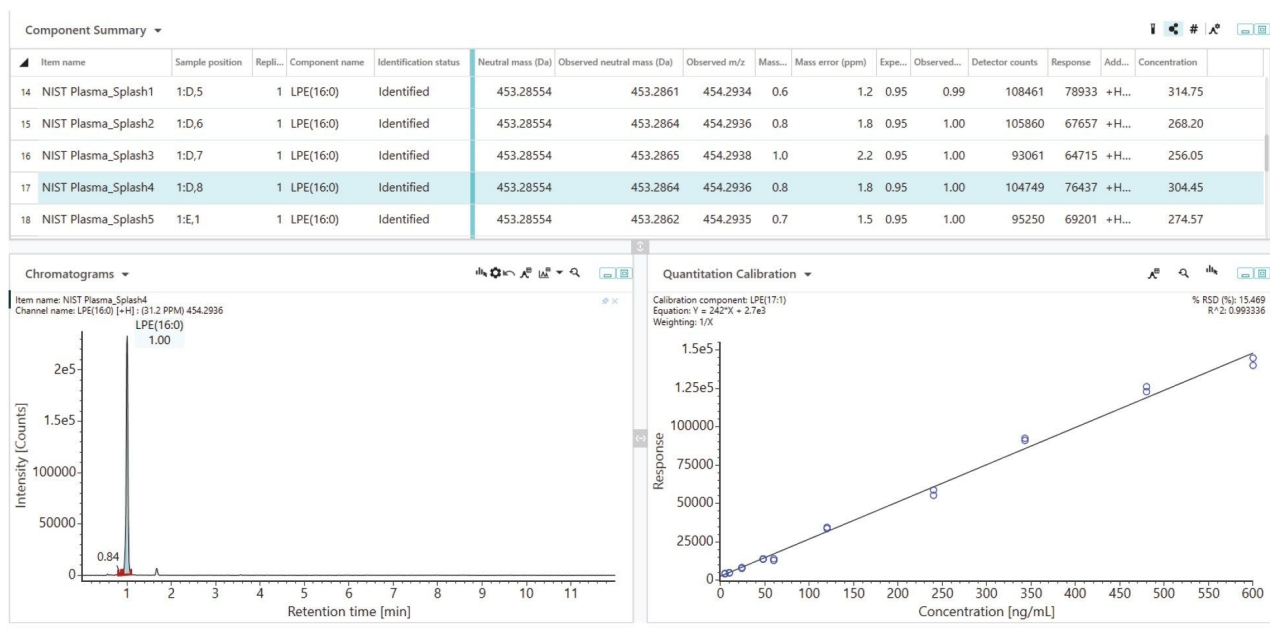 Component Summary
#
Item name Sample position Repli... Component name Identification status Neutral mass (Da) Observed neutral mass (Da) Observed m/z Mass... Mass error (ppm) Expe... Observed... Detector counts Response Add... Concentration
14 NIST Plasma_Splash1 1:D,5 1 LPE(16:0) Identified 453.28554 453.2861 454.2934 0.6 1.2 0.95 0.99 108461 78933 +H... 314.75
15 NIST Plasma_Splash2 1:D,6 1 LPE(16:0) Identified 453.28554 453.2864 454.2936 0.8 1.8 0.95 1.00 105860 67657 +H... 268.20
16 NIST Plasma_Splash3 1:D,7 1 LPE(16:0) Identified 453.28554 453.2865 454.2938 1.0 2.2 0.95 1.00 93061 64715 +H... 256.05
17 NIST Plasma_Splash4 1:D,8 1 LPE(16:0) Identified 453.28554 453.2864 454.2936 0.8 1.8 0.95 1.00 104749 76437 +H... 304.45
18 NIST Plasma_Splash5 1:E,1 1 LPE(16:0) Identified 453.28554 453.2862 454.2935 0.7 1.5 0.95 1.00 95250 69201 +H... 274.57
Chromatograms
Item name: NIST Plasma_Splash4
Channel name: LPE(16:0) [+H] : (31.2 PPM) 454.2936
LPE(16:0)
1.00
2e5
1.5e5
100000
50000
0
Intensity [Counts]
0.84
1 2 3 4 5 6 7 8 9 10 11
Retention time [min]
Quantitation Calibration
Calibration component: LPE(17:1)
Equation: Y = 242*X + 2.7e3
Weighting: 1/X
% RSD (%): 15.469
R^2: 0.993336
1.5e5
1.25e5
100000
75000
50000
25000
0
Response
0 50 100 150 200 250 300 350 400 450 500 550 600
Concentration [ng/mL]